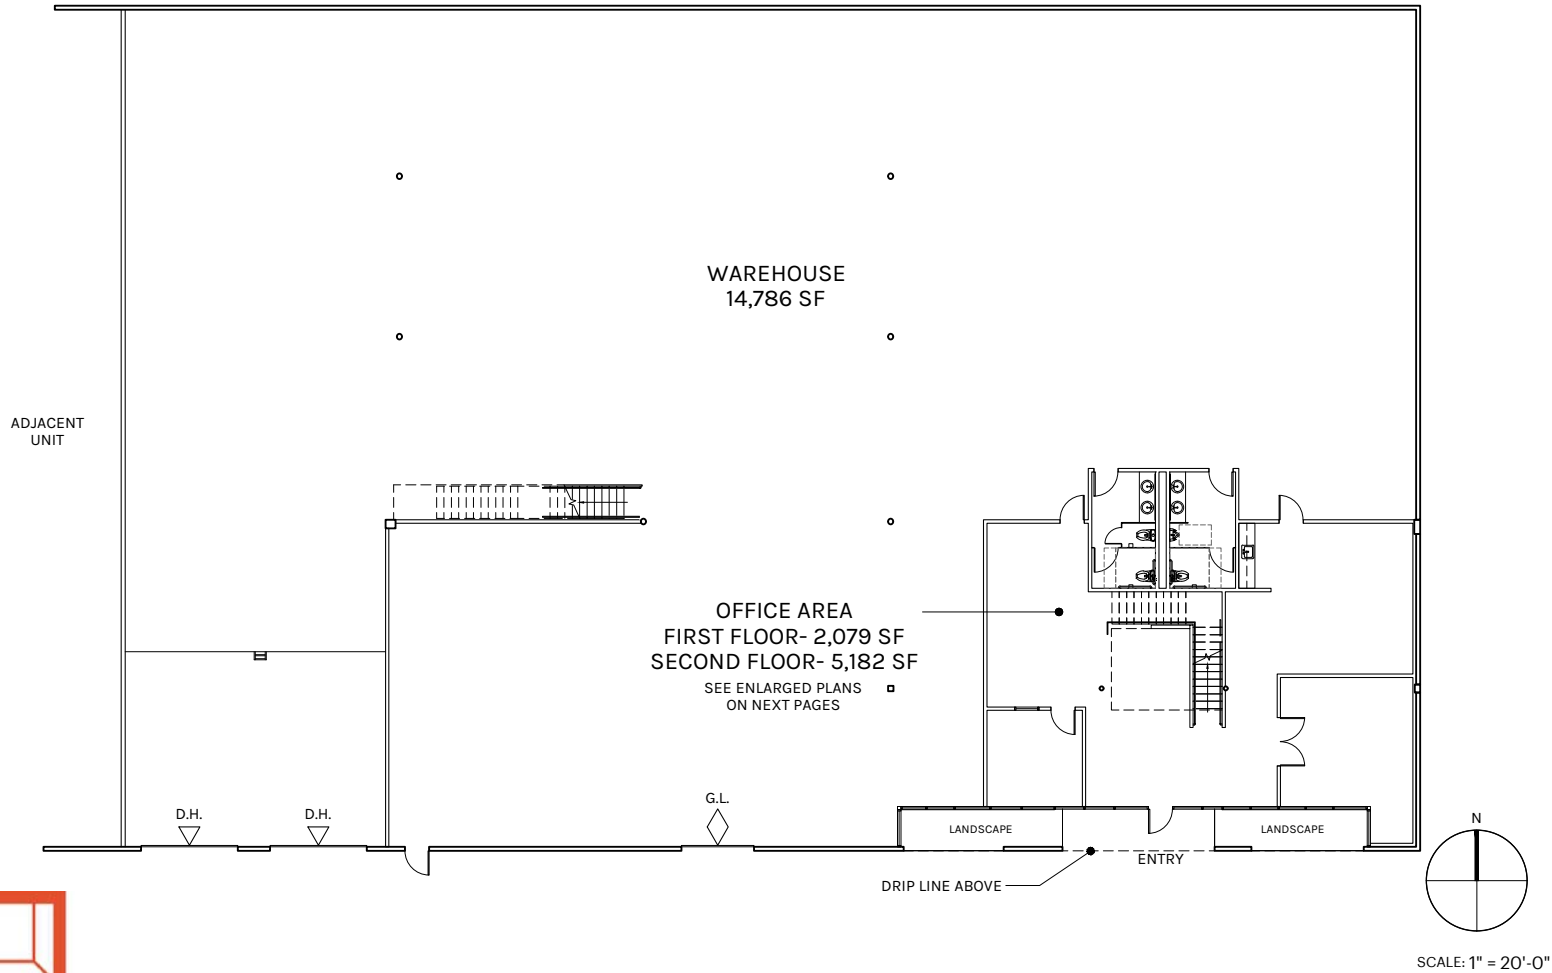 WAREHOUSE
14,786 SF
ADJACENT
UNIT
OFFICE AREA
FIRST FLOOR- 2,079 SF
SECOND FLOOR- 5,182 SF
SEE ENLARGED PLANS
ON NEXT PAGES
D.H.
D.H.
G.L.
LANDSCAPE
LANDSCAPE
ENTRY
DRIP LINE ABOVE
N
SCALE: 1" = 20'-0"